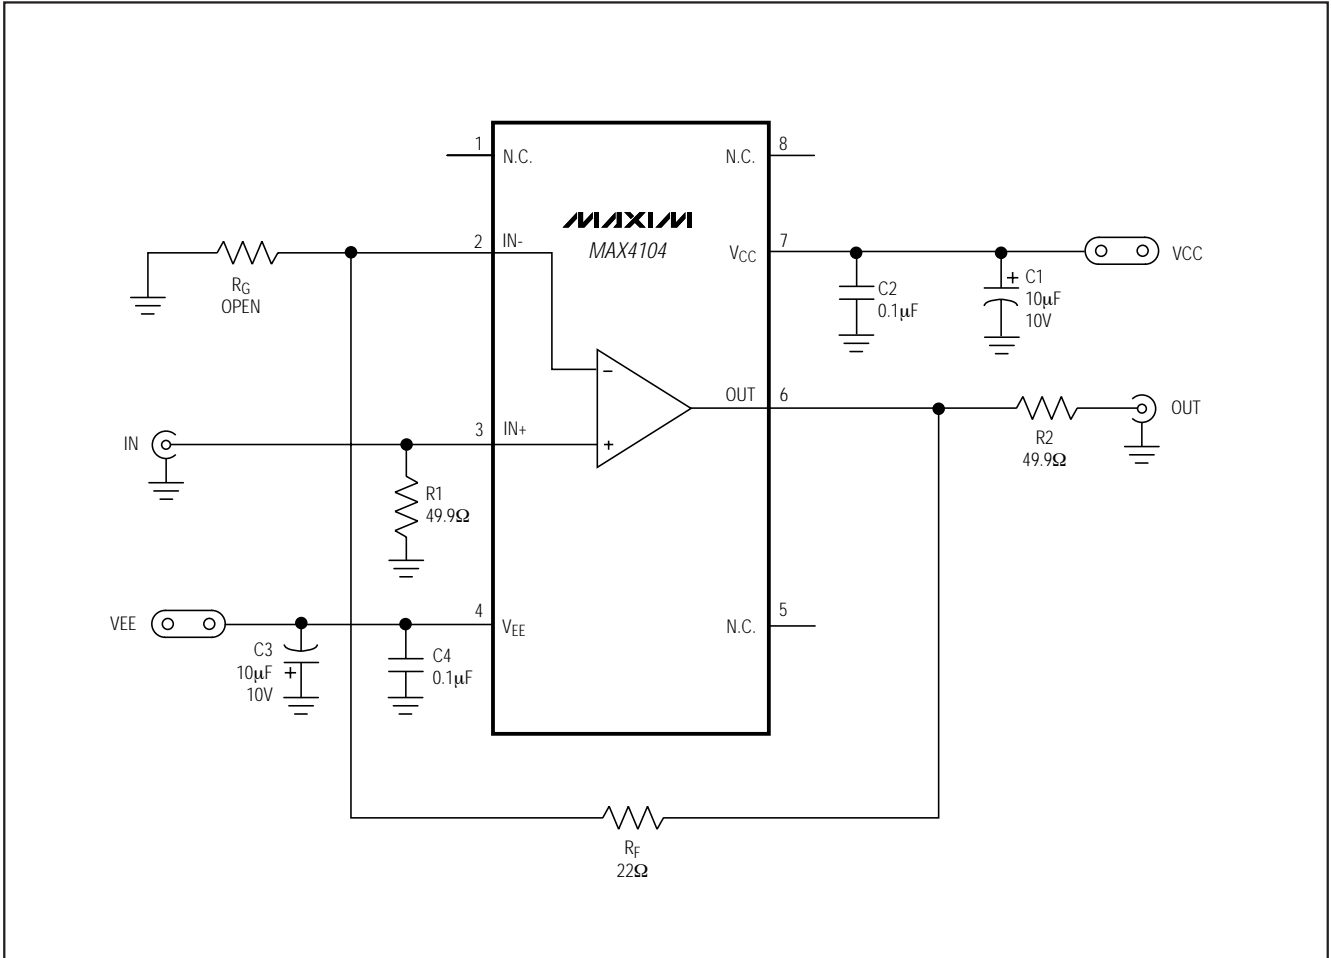 1
N.C.
8
N.C.
MAXIM
MAX4104
2
IN-
7
VCC
VCC
RG
OPEN
C2
0.1μF
+
C1
10μF
10V
−
OUT
6
OUT
R2
49.9Ω
IN
3
IN+
+
R1
49.9Ω
VEE
4
VEE
5
N.C.
C3
10μF
10V
+
C4
0.1μF
RF
22Ω